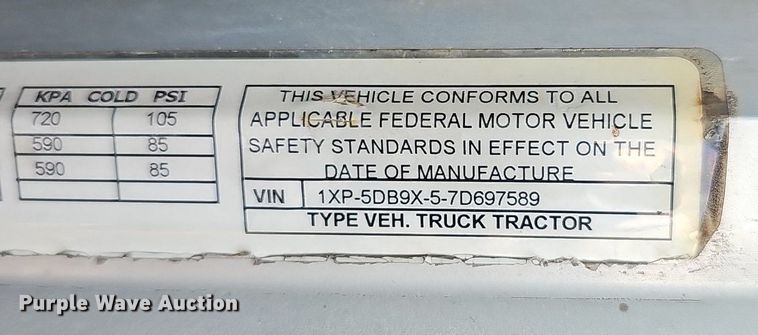 KPA COLD PSI
720 105
590 85
590 85
THIS VEHICLE CONFORMS TO ALL
APPLICABLE FEDERAL MOTOR VEHICLE
SAFETY STANDARDS IN EFFECT ON THE
DATE OF MANUFACTURE
VIN 1XP-5DB9X-5-7D697589
TYPE VEH. TRUCK TRACTOR
Purple Wave Auction